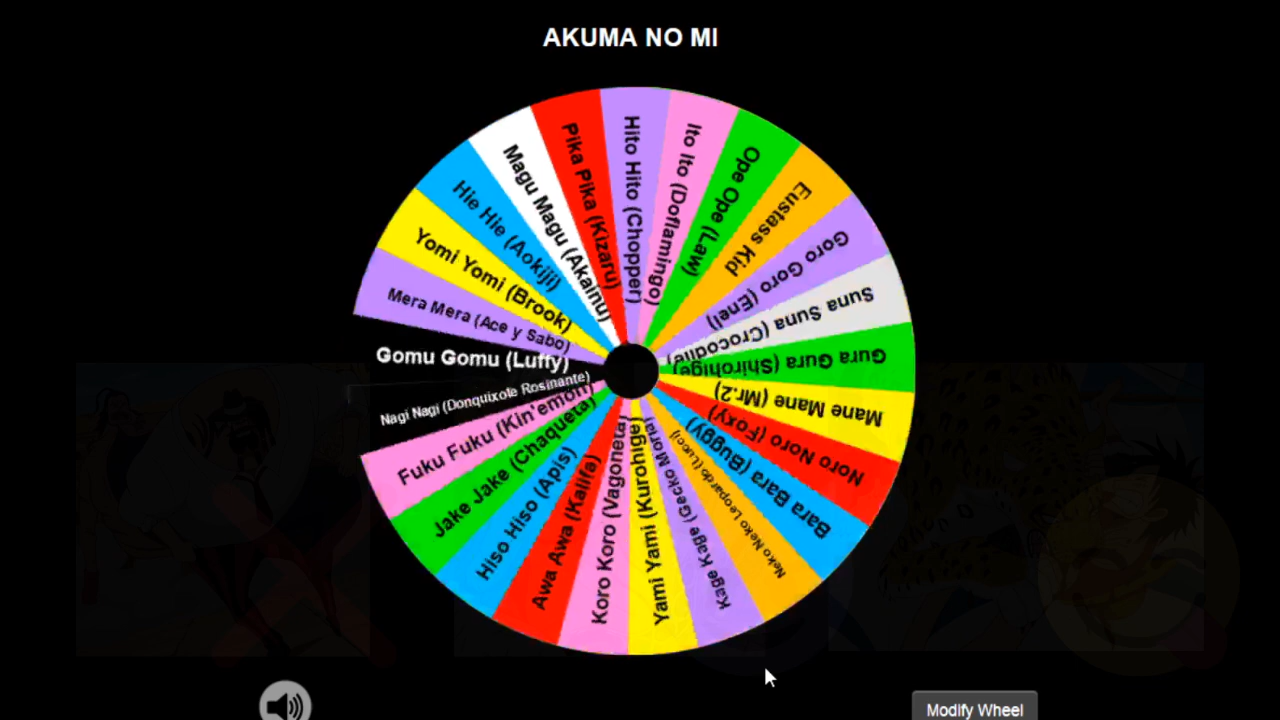 AKUMA NO MI
Gomu Gomu (Luffy)
Mera Mera (Ace y Sabo)
Yomi Yomi (Brook)
Hie Hie (Aokiji)
Magu Magu (Akainu)
Pika Pika (Kizaru)
Hito Hito (Chopper)
Ito Ito (Doflamingo)
Ope Ope (Law)
Eustass Kid
Goro Goro (Enel)
Suna Suna (Crocodile)
Gura Gura (Shirohige)
Mane Mane (Mr.2)
Noro Noro (Foxy)
Bara Bara (Buggy)
Neko Neko Leopardo (Lucci)
Kage Kage (Gecko Moria)
Yami Yami (Kurohige)
Koro Koro (Vagoneta)
Awa Awa (Kalifa)
Hiso Hiso (Apis)
Jake Jake (Chaqueta)
Fuku Fuku (Kin'emon)
Nagi Nagi (Donquixote Rosinante)
Modify Wheel